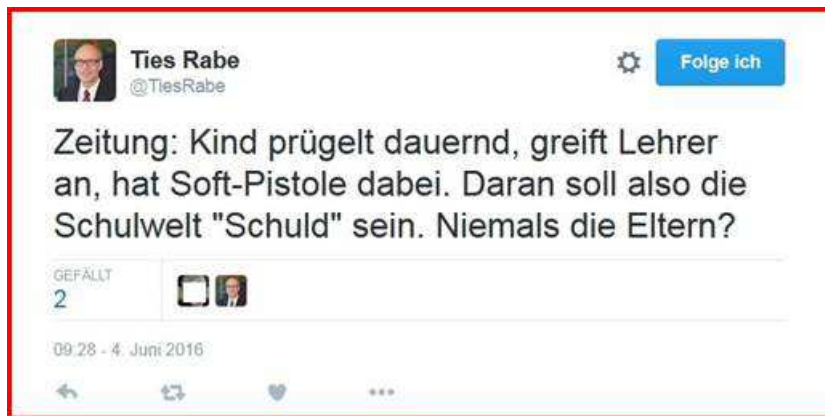 Ties Rabe
@TiesRabe
Folge ich
Zeitung: Kind prügelt dauernd, greift Lehrer
an, hat Soft-Pistole dabei. Daran soll also die
Schulwelt "Schuld" sein. Niemals die Eltern?
GEFÄLLT
2
09:28 - 4. Juni 2016